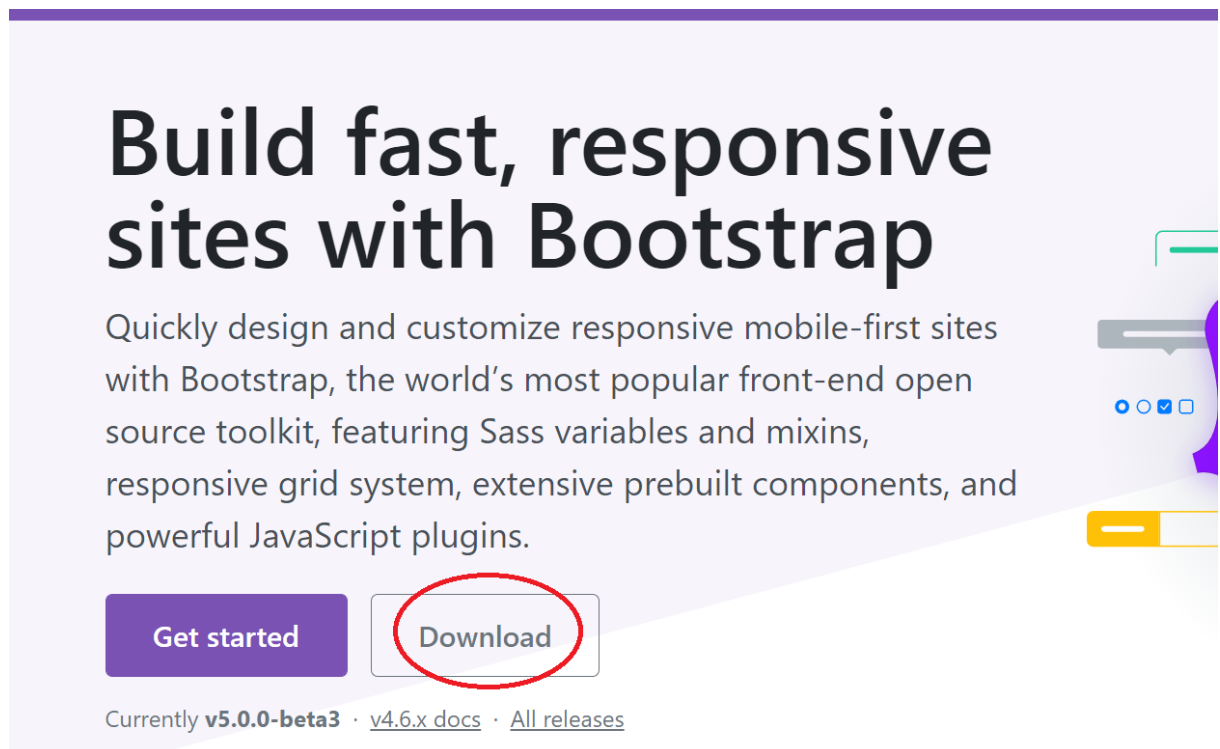 Build fast, responsive
sites with Bootstrap
Quickly design and customize responsive mobile-first sites
with Bootstrap, the world’s most popular front-end open
source toolkit, featuring Sass variables and mixins,
responsive grid system, extensive prebuilt components, and
powerful JavaScript plugins.
Get started Download
Currently v5.0.0-beta3 · v4.6.x docs · All releases